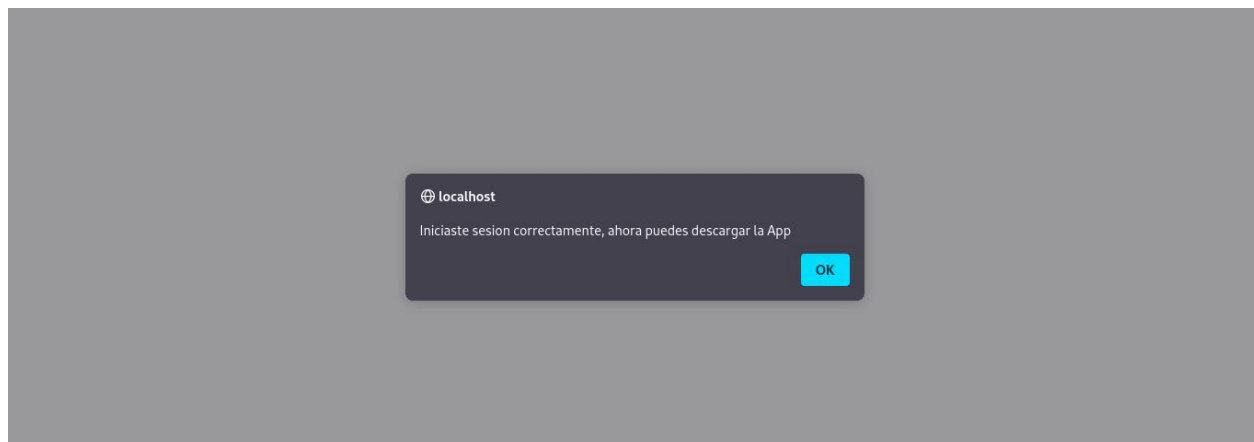 localhost
Iniciaste sesion correctamente, ahora puedes descargar la App
OK